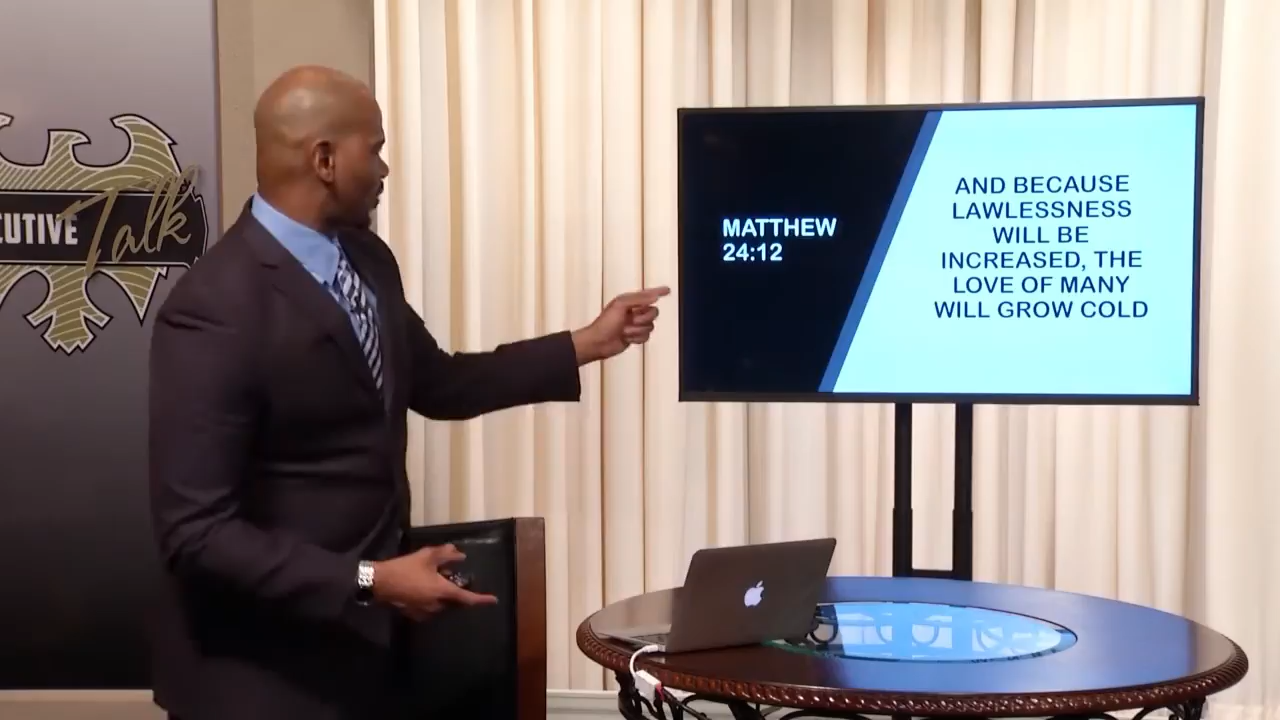 CUTIVE
Talk
MATTHEW
24:12
AND BECAUSE
LAWLESSNESS
WILL BE
INCREASED, THE
LOVE OF MANY
WILL GROW COLD